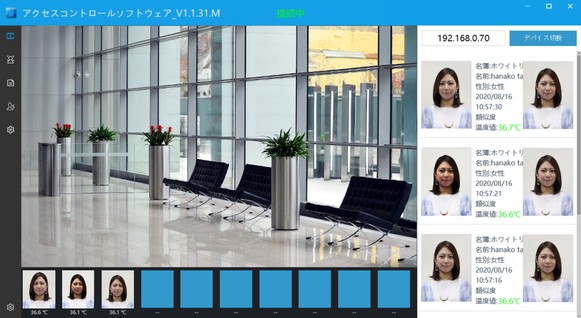 アクセスコントロールソフトウェア_V1.1.31.M
接続中
192.168.0.70
デバイス切断
名簿:ホワイトリ
名前:hanako ta
性別:女性
2020/08/16
10:57:30
類似度
温度値:36.7℃
名簿:ホワイトリ
名前:hanako ta
性別:女性
2020/08/16
10:57:21
類似度
温度値:36.6℃
名簿:ホワイトリ
名前:hanako ta
性別:女性
2020/08/16
10:57:16
類似度
温度値:36.6℃
36.6 ℃
36.1 ℃
36.1 ℃
--
--
--
--
--
--
--